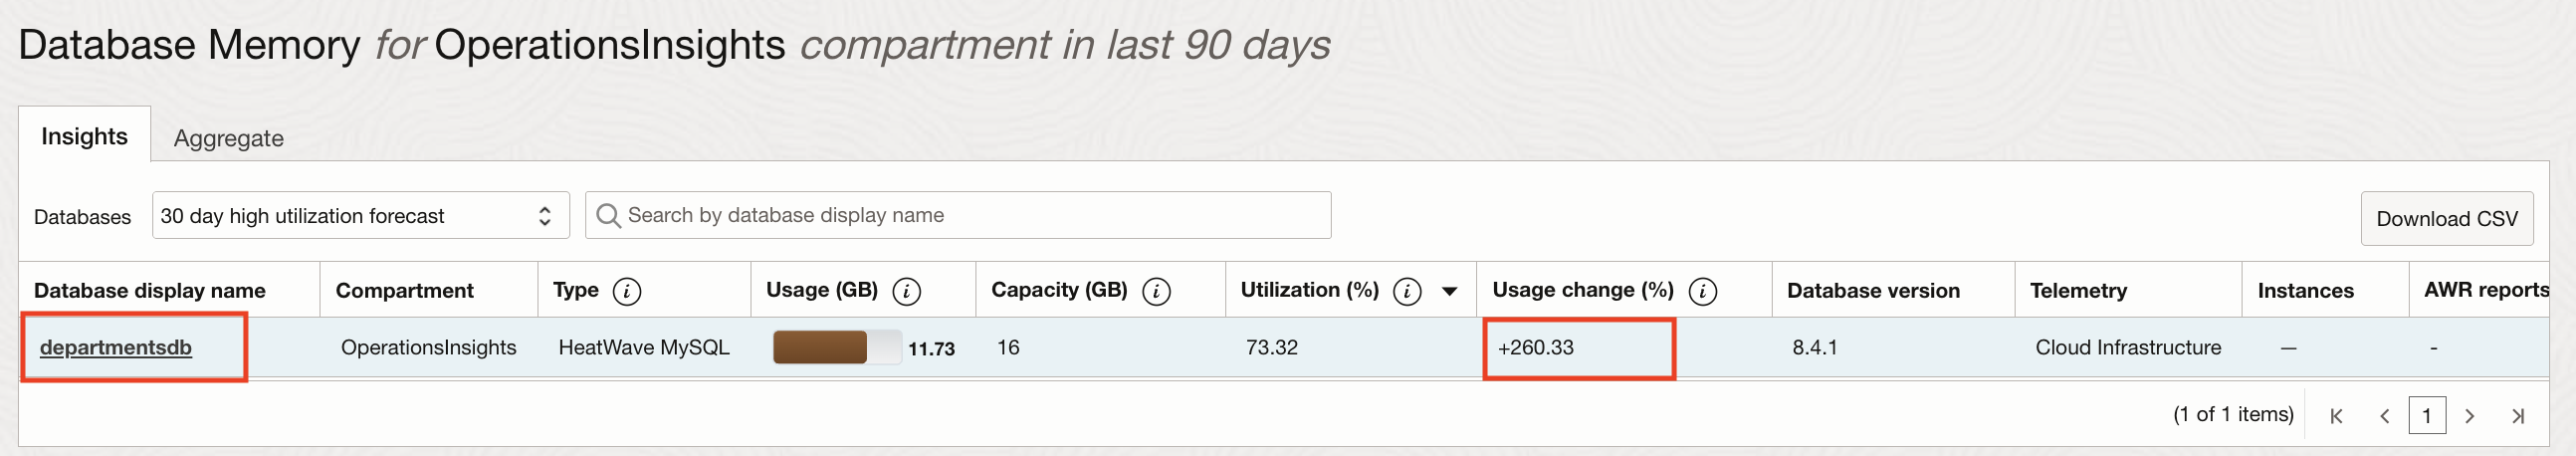 Database Memory for OperationsInsights compartment in last 90 days
Insights Aggregate
Databases 30 day high utilization forecast Search by database display name Download CSV
Database display name Compartment Type i Usage (GB) i Capacity (GB) i Utilization (%) i Usage change (%) i Database version Telemetry Instances AWR reports
departmentsdb OperationsInsights HeatWave MySQL 11.73 16 73.32 +260.33 8.4.1 Cloud Infrastructure — -
(1 of 1 items) 1